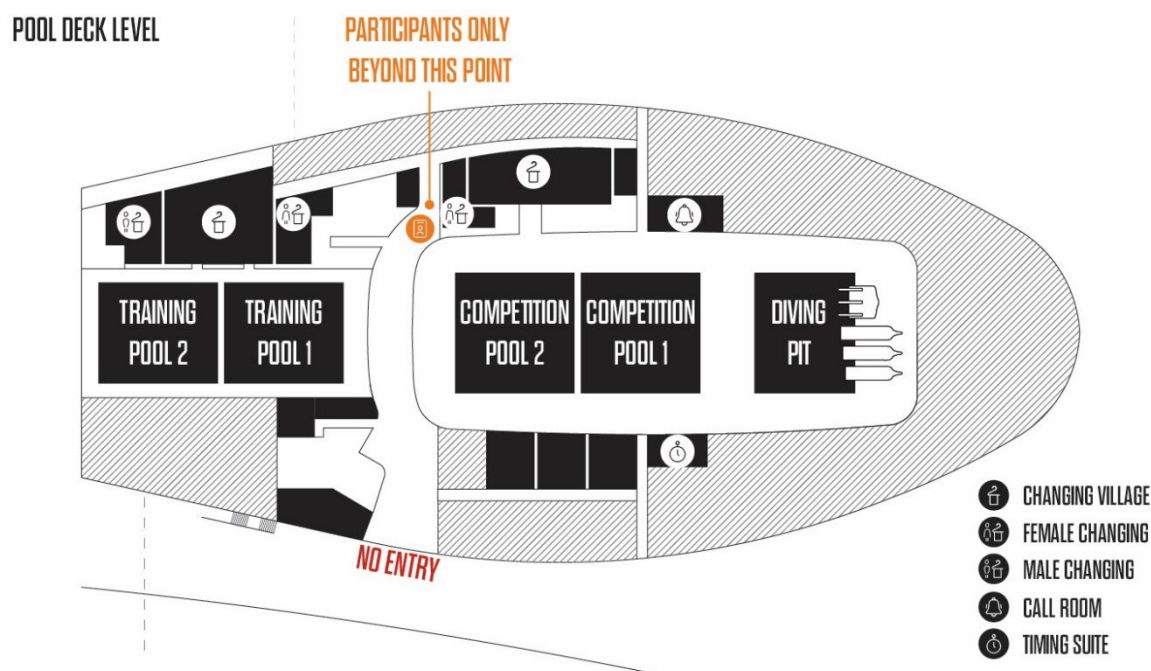 POOL DECK LEVEL
PARTICIPANTS ONLY
BEYOND THIS POINT
TRAINING
POOL 2
TRAINING
POOL 1
COMPETITION
POOL 2
COMPETITION
POOL 1
DIVING
PIT
NO ENTRY
CHANGING VILLAGE
FEMALE CHANGING
MALE CHANGING
CALL ROOM
TIMING SUITE